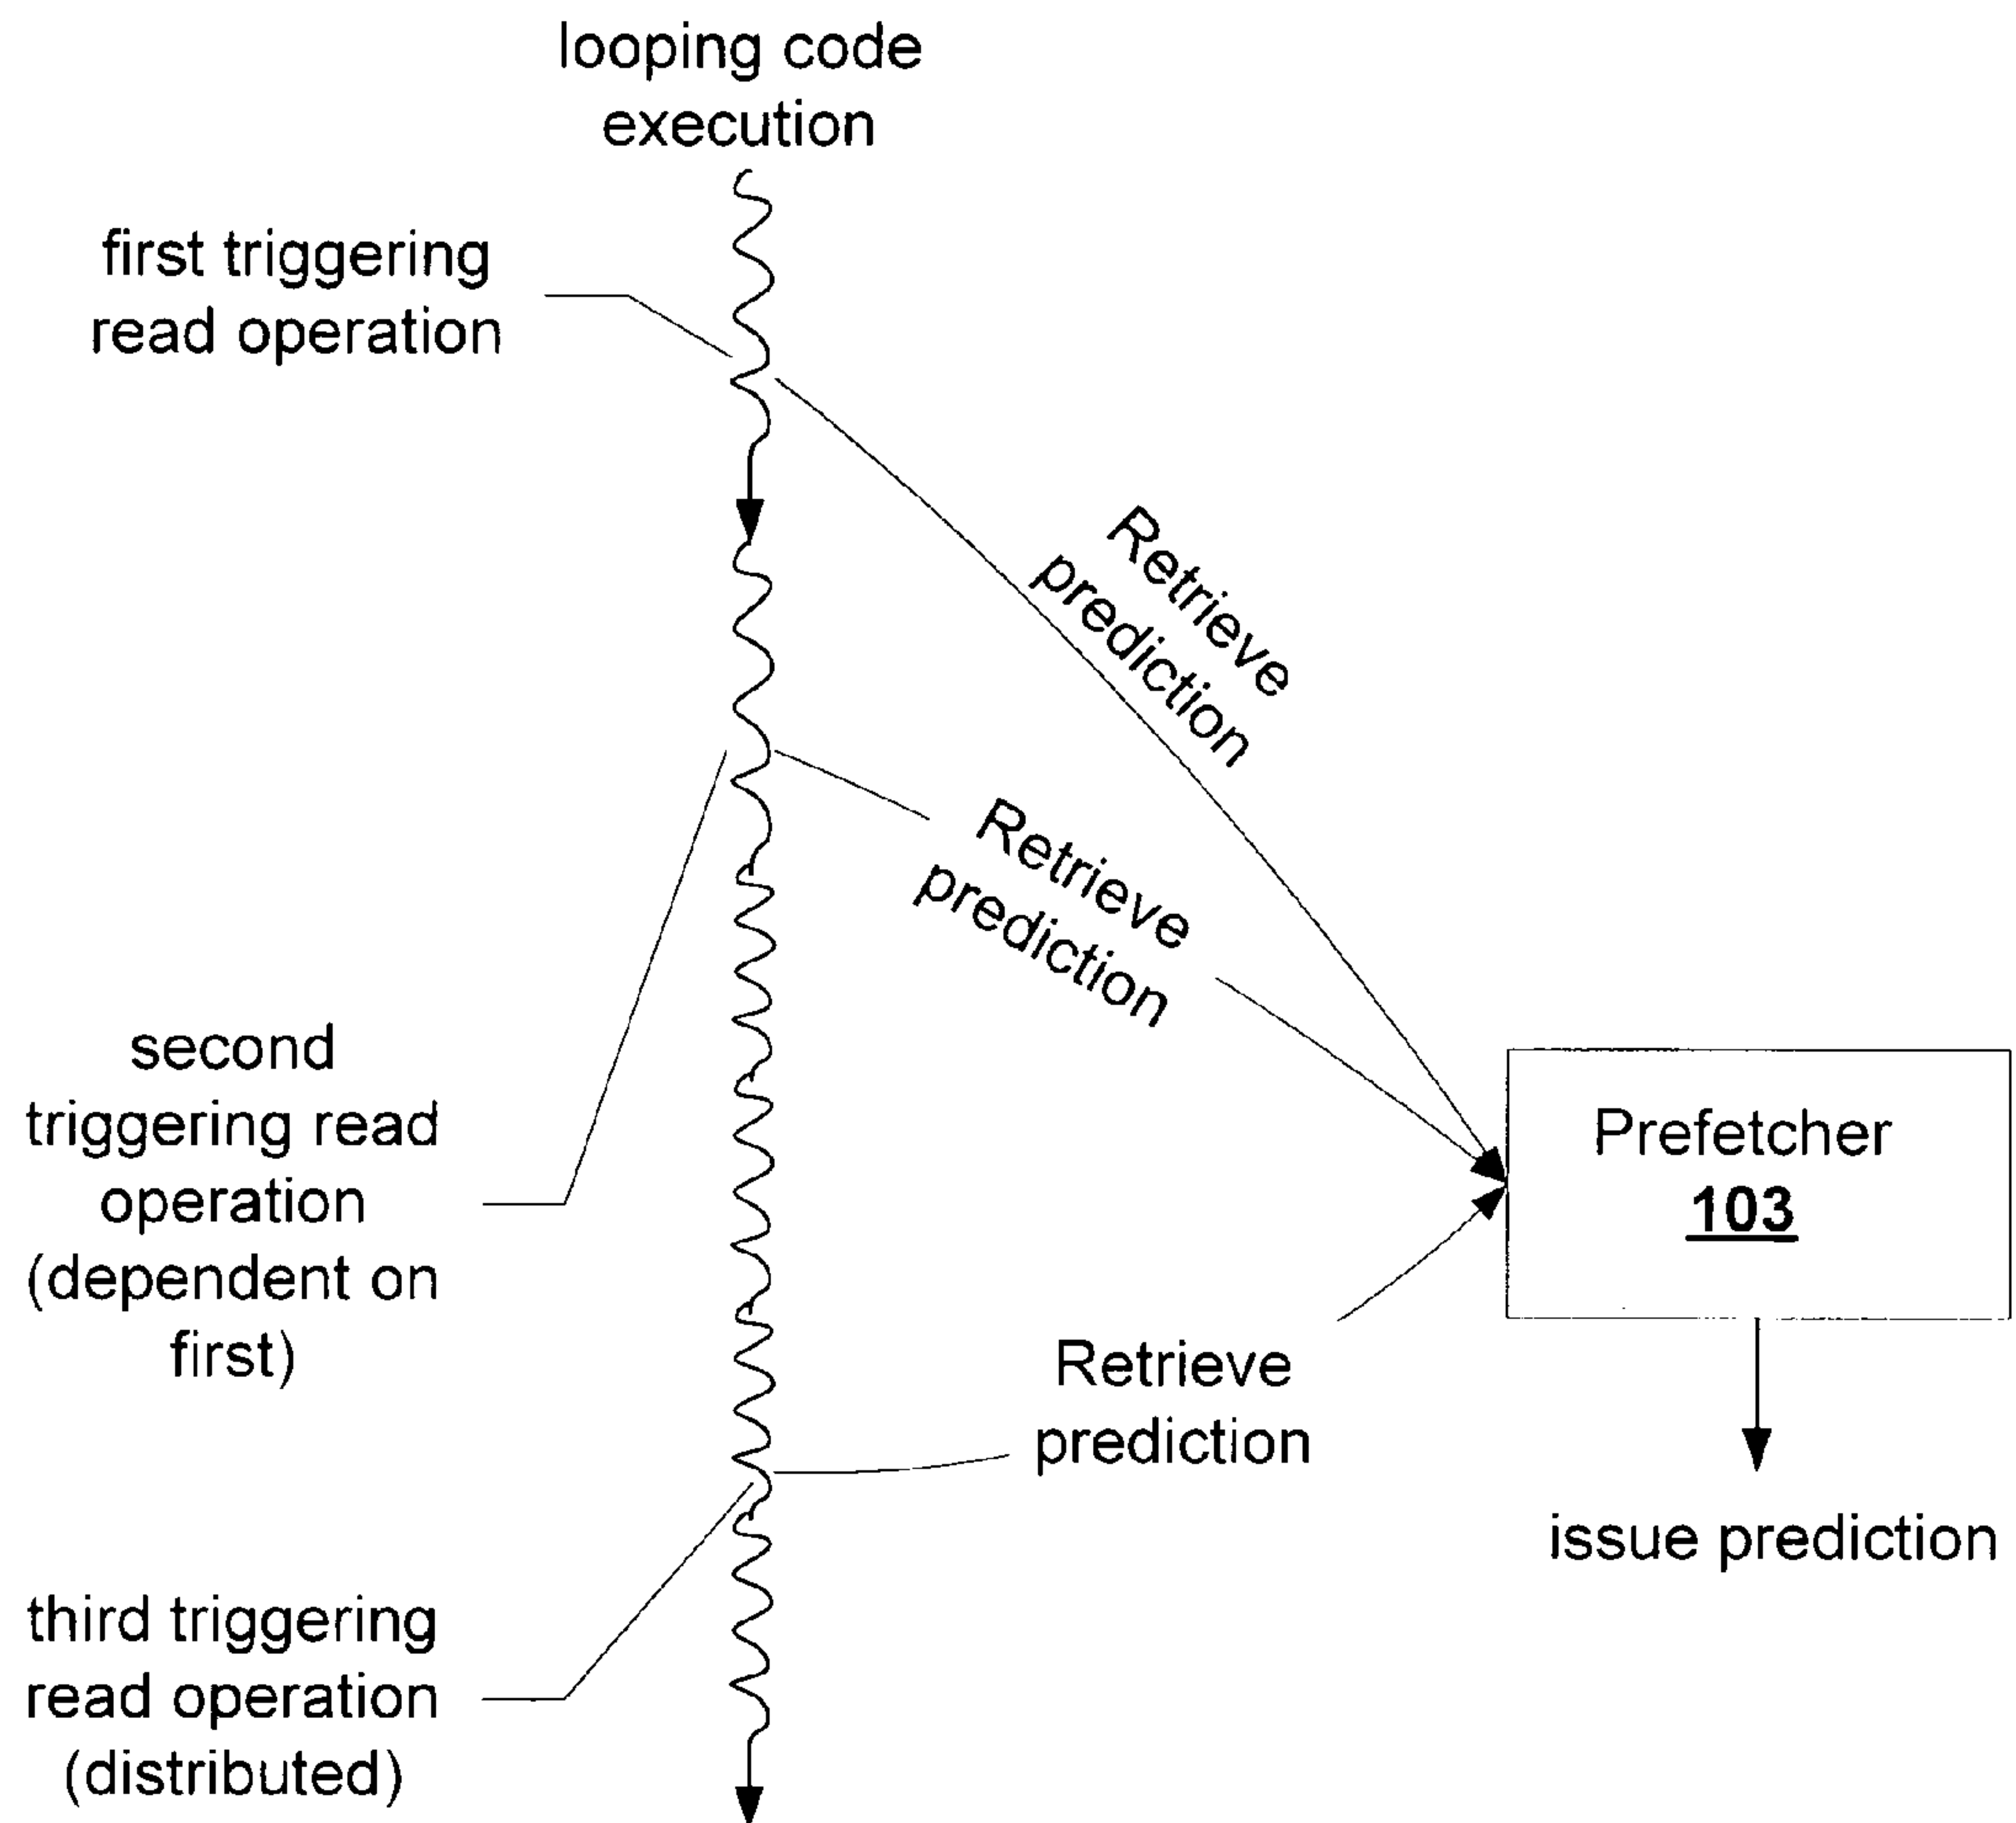 looping code
execution
first triggering
read operation
Retrieve
prediction
Retrieve
prediction
second
triggering read
operation
(dependent on
first)
Prefetcher
103
Retrieve
prediction
issue prediction
third triggering
read operation
(distributed)